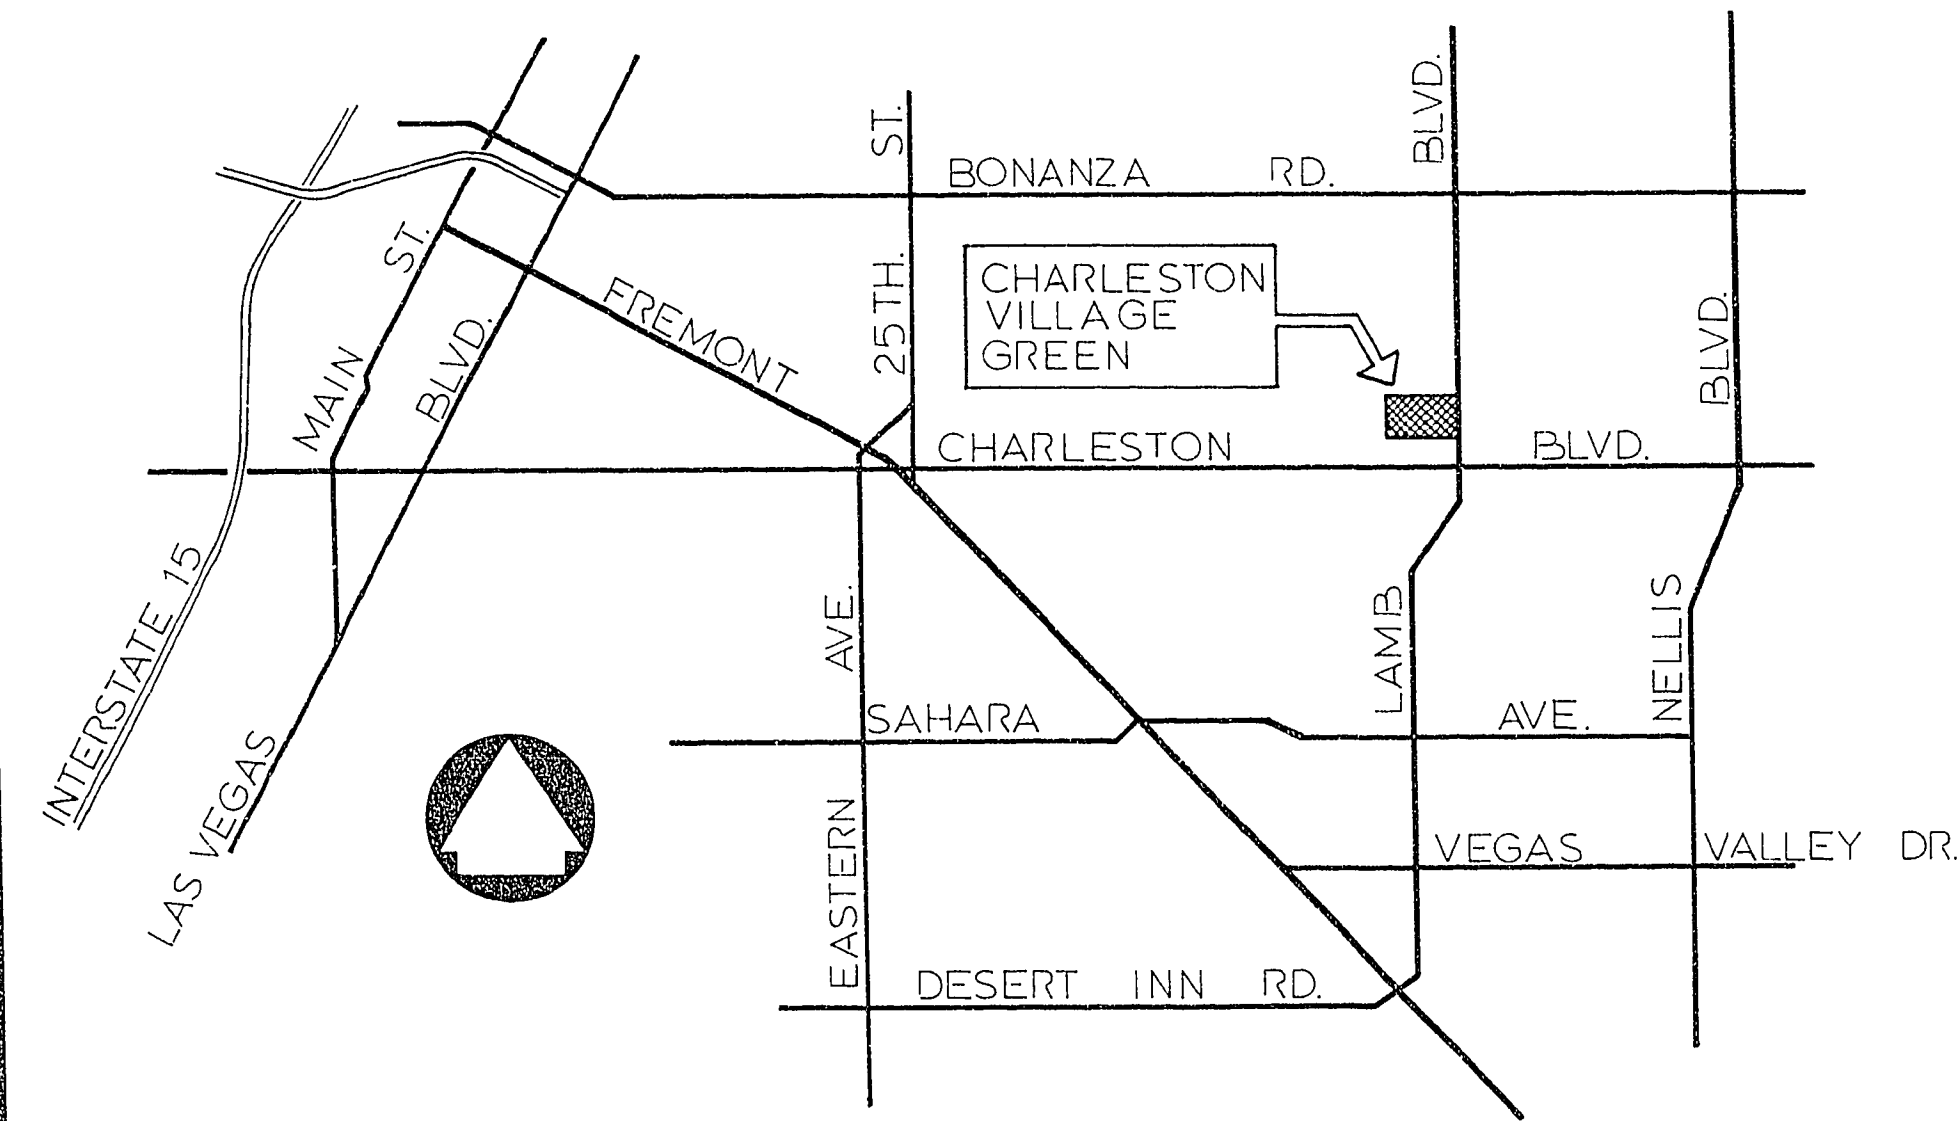 BONANZA RD.
25TH. ST.
BLVD.
CHARLESTON
VILLAGE
GREEN
MAIN ST.
FREMONT
CHARLESTON BLVD.
INTERSTATE 15
LAS VEGAS BLVD.
EASTERN AVE.
SAHARA AVE.
LAMB
NELLIS BLVD.
VEGAS VALLEY DR.
DESERT INN RD.